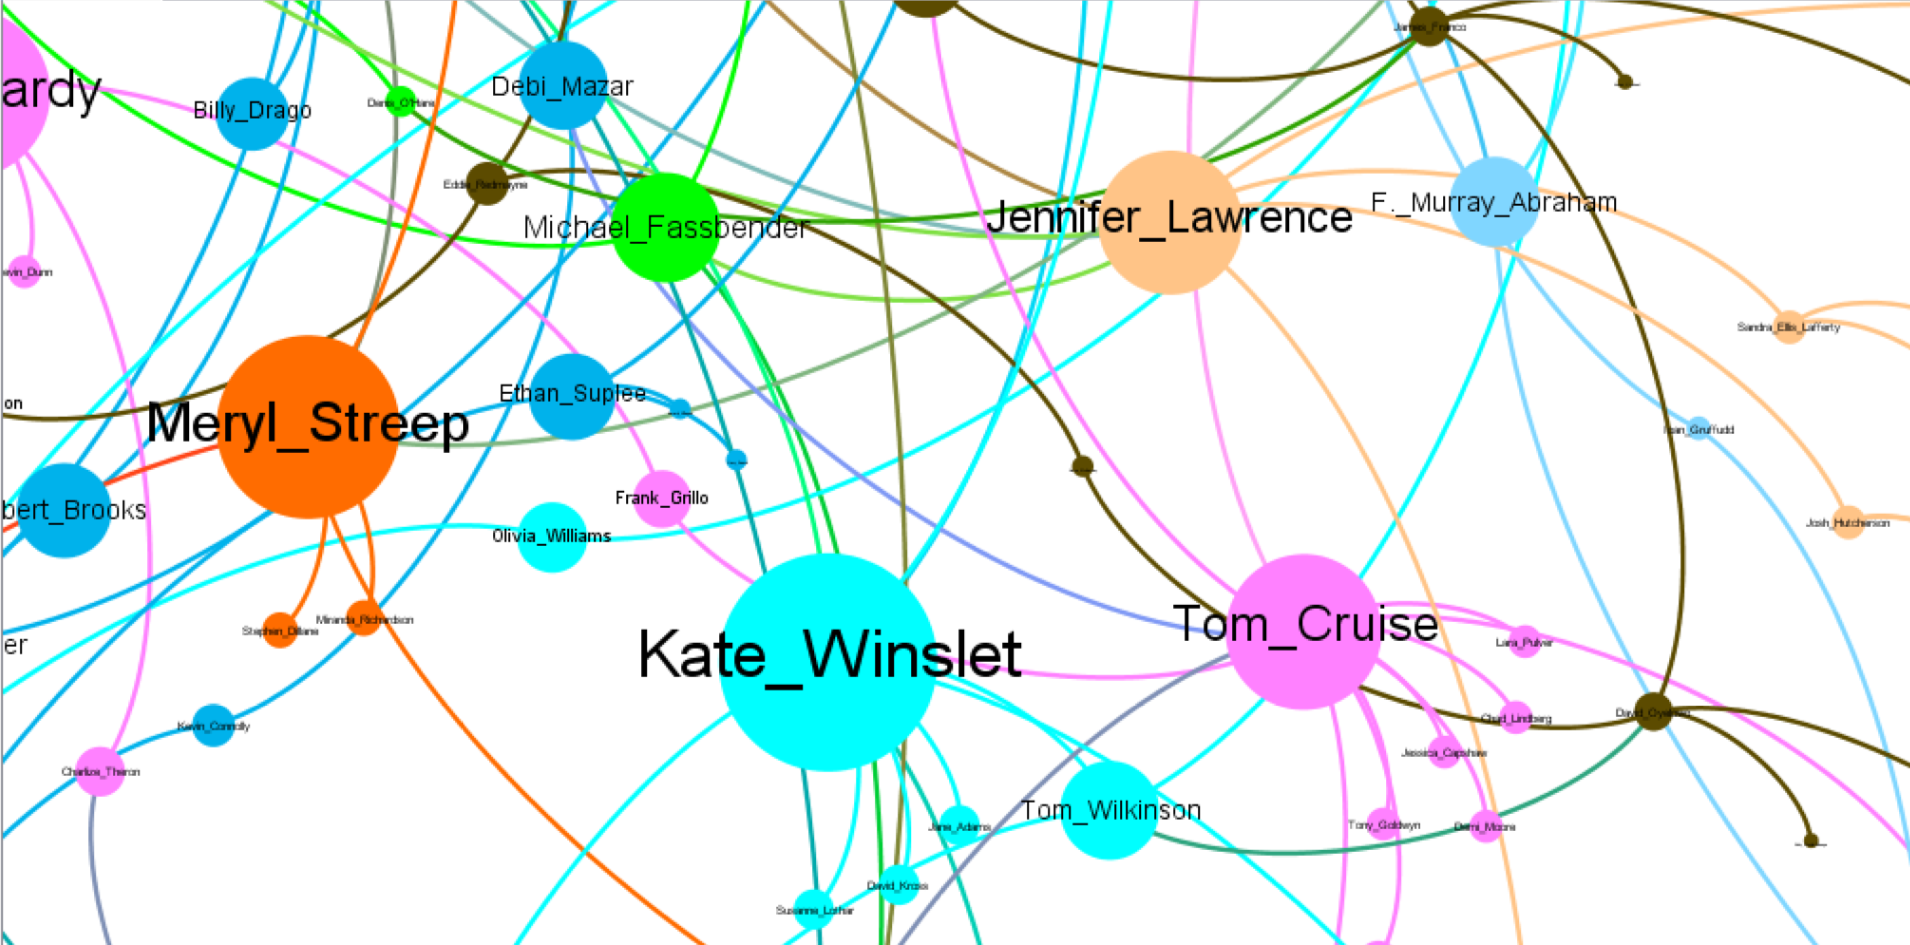 James_Franco
ardy
Debi_Mazar
Billy_Drago
Denis_O'Hare
Eddie_Redmayne
F._Murray_Abraham
Jennifer_Lawrence
Michael_Fassbender
evin_Dunn
Sandra_Ellis_Lafferty
Ethan_Suplee
on
Meryl_Streep
Ioan_Gruffudd
Frank_Grillo
bert_Brooks
Josh_Hutcherson
Olivia_Williams
Stephen_Dillane
Miranda_Richardson
Tom_Cruise
Lara_Pulver
er
Kate_Winslet
David_Oyelowo
Chad_Lindberg
Kevin_Connolly
Jessica_Capshaw
Charlize_Theron
Tom_Wilkinson
Jane_Adams
Tony_Goldwyn
Demi_Moore
David_Kross
Susanne_Lothar